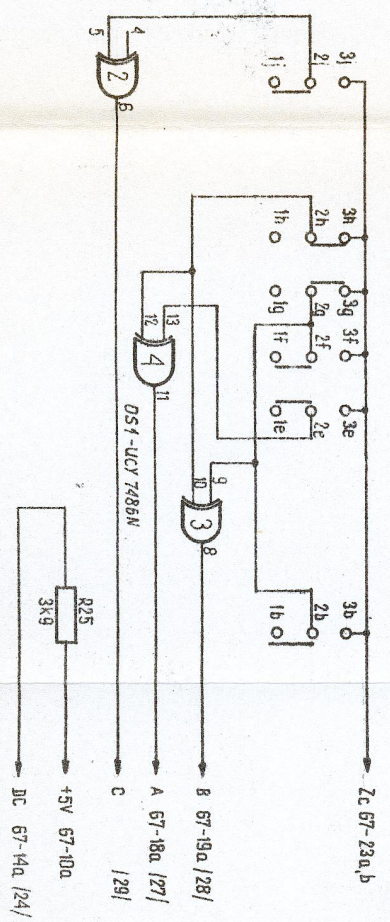 3j
2j
1j
4
5
2
6
3h
2h
1h
3g
2g
1g
3f
2f
1f
3e
2e
1e
13
12
4
11
OS1-UCY 7486N
9
10
3
8
3b
2b
1b
R25
3k9
Zc 67-23a,b
B 67-19a /28/
A 67-18a /27/
C /29/
+5V 67-10a
DC 67-14a /24/